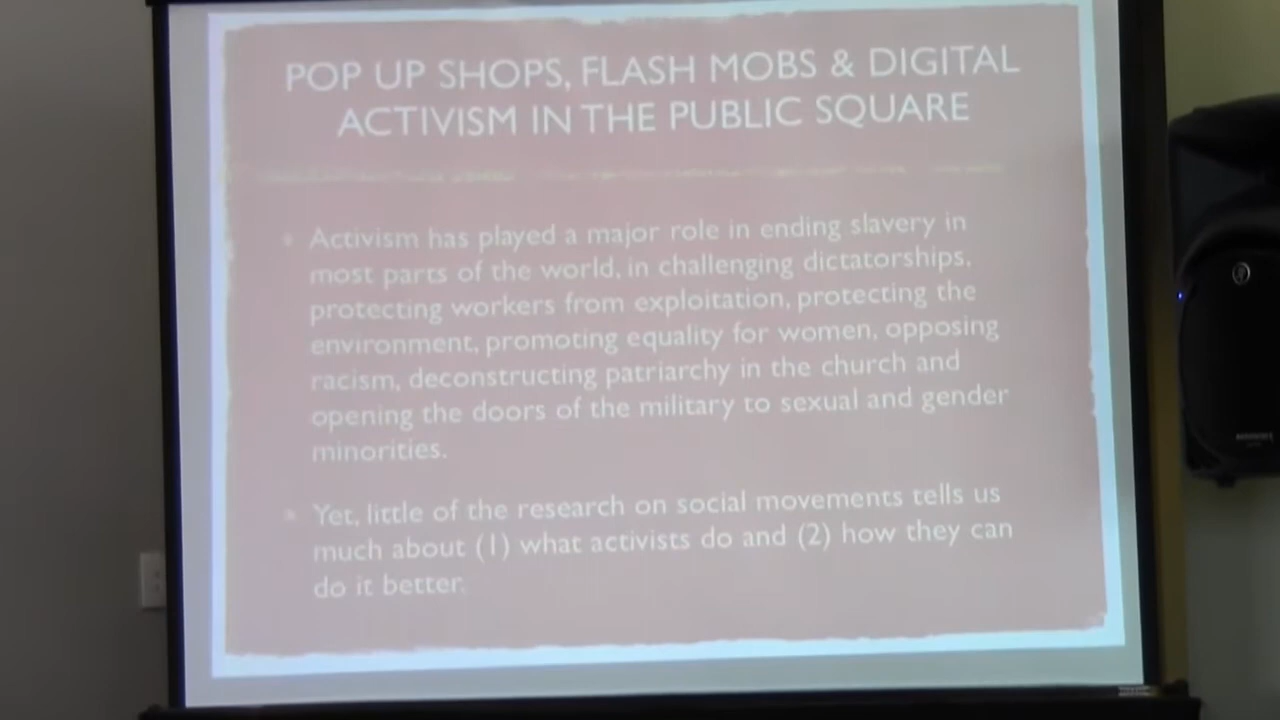 POP UP SHOPS, FLASH MOBS & DIGITAL
ACTIVISM IN THE PUBLIC SQUARE
Activism has played a major role in ending slavery in
most parts of the world, in challenging dictatorships,
protecting workers from exploitation, protecting the
environment, promoting equality for women, opposing
racism, deconstructing patriarchy in the church and
opening the doors of the military to sexual and gender
minorities.
Yet, little of the research on social movements tells us
much about (1) what activists do and (2) how they can
do it better.